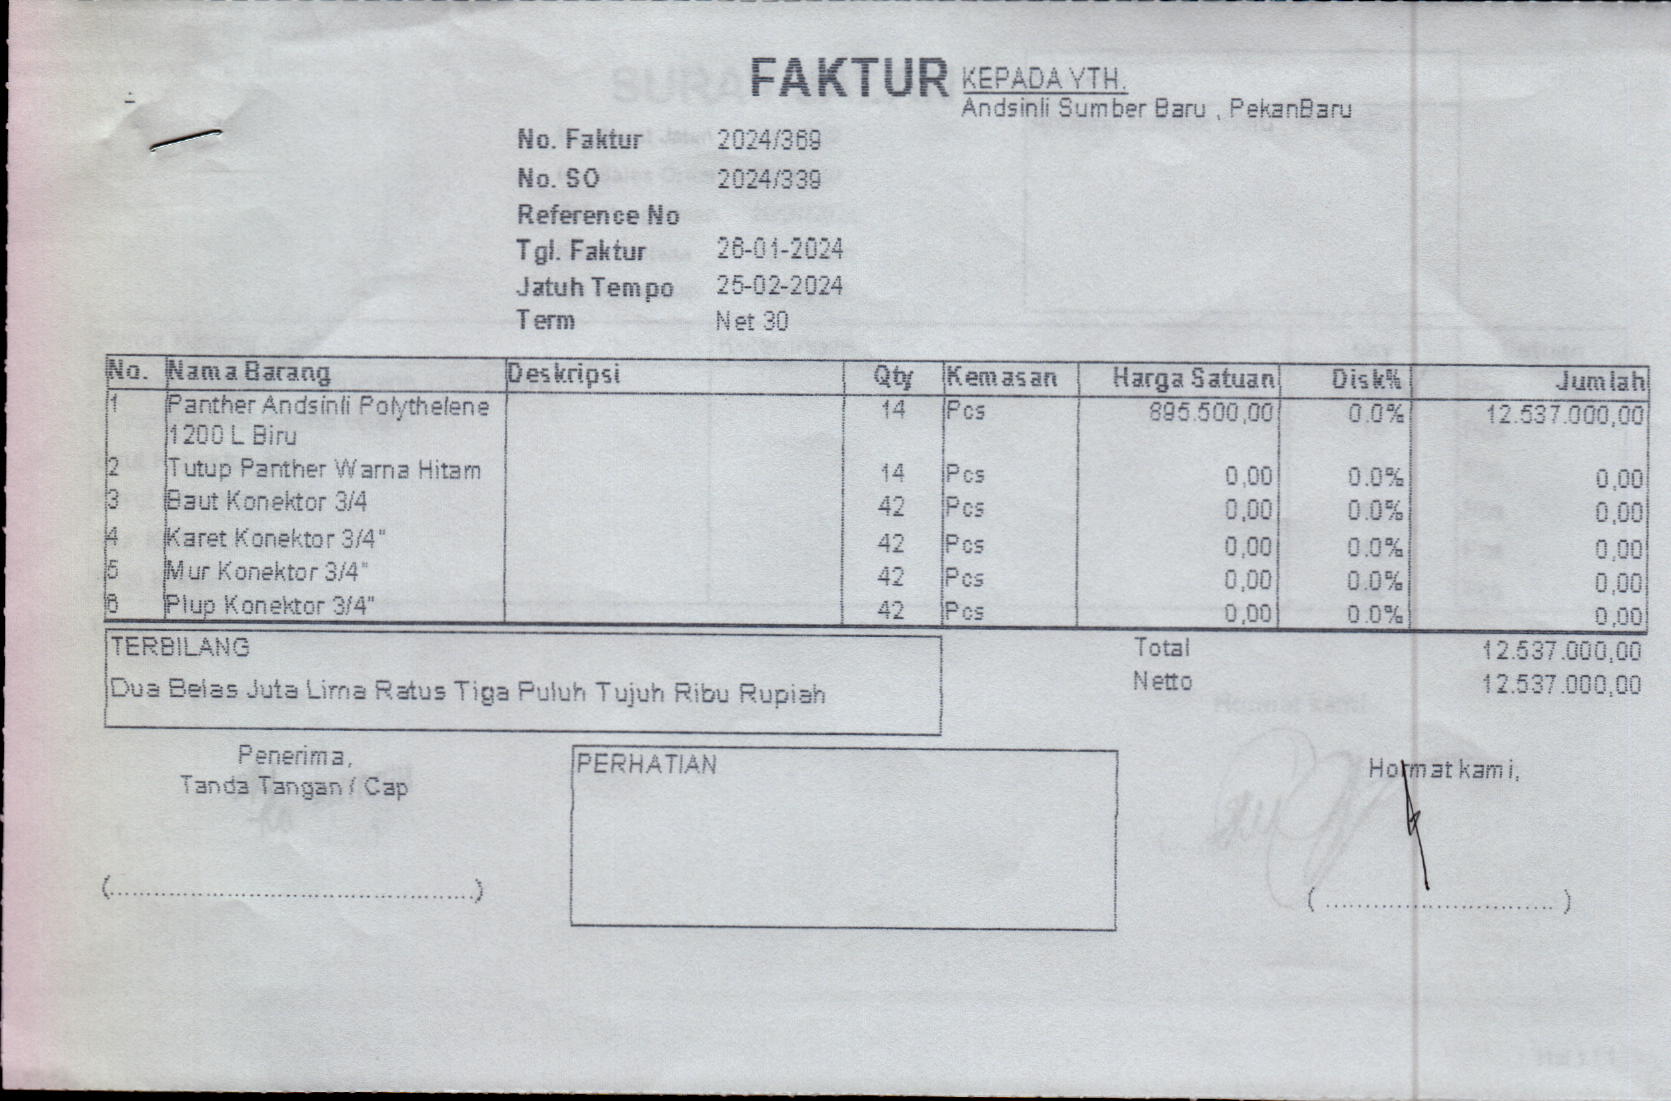 FAKTUR
KEPADA YTH.
Andsinli Sumber Baru , PekanBaru
No. Faktur 2024/369
No. SO 2024/339
Reference No
Tgl. Faktur 26-01-2024
Jatuh Tempo 25-02-2024
Term Net 30
No. Nama Barang Deskripsi Qty Kemasan Harga Satuan Disk% Jumlah
1 Panther Andsinli Polythelene 14 Pcs 895.500,00 0.0% 12.537.000,00
1200 L Biru
2 Tutup Panther Warna Hitam 14 Pcs 0,00 0.0% 0,00
3 Baut Konektor 3/4 42 Pcs 0,00 0.0% 0,00
4 Karet Konektor 3/4" 42 Pcs 0,00 0.0% 0,00
5 Mur Konektor 3/4" 42 Pcs 0,00 0.0% 0,00
6 Plup Konektor 3/4" 42 Pcs 0,00 0.0% 0,00
TERBILANG
Dua Belas Juta Lima Ratus Tiga Puluh Tujuh Ribu Rupiah
Total 12.537.000,00
Netto 12.537.000,00
Penerima,
Tanda Tangan / Cap
PERHATIAN
Hormat kami,